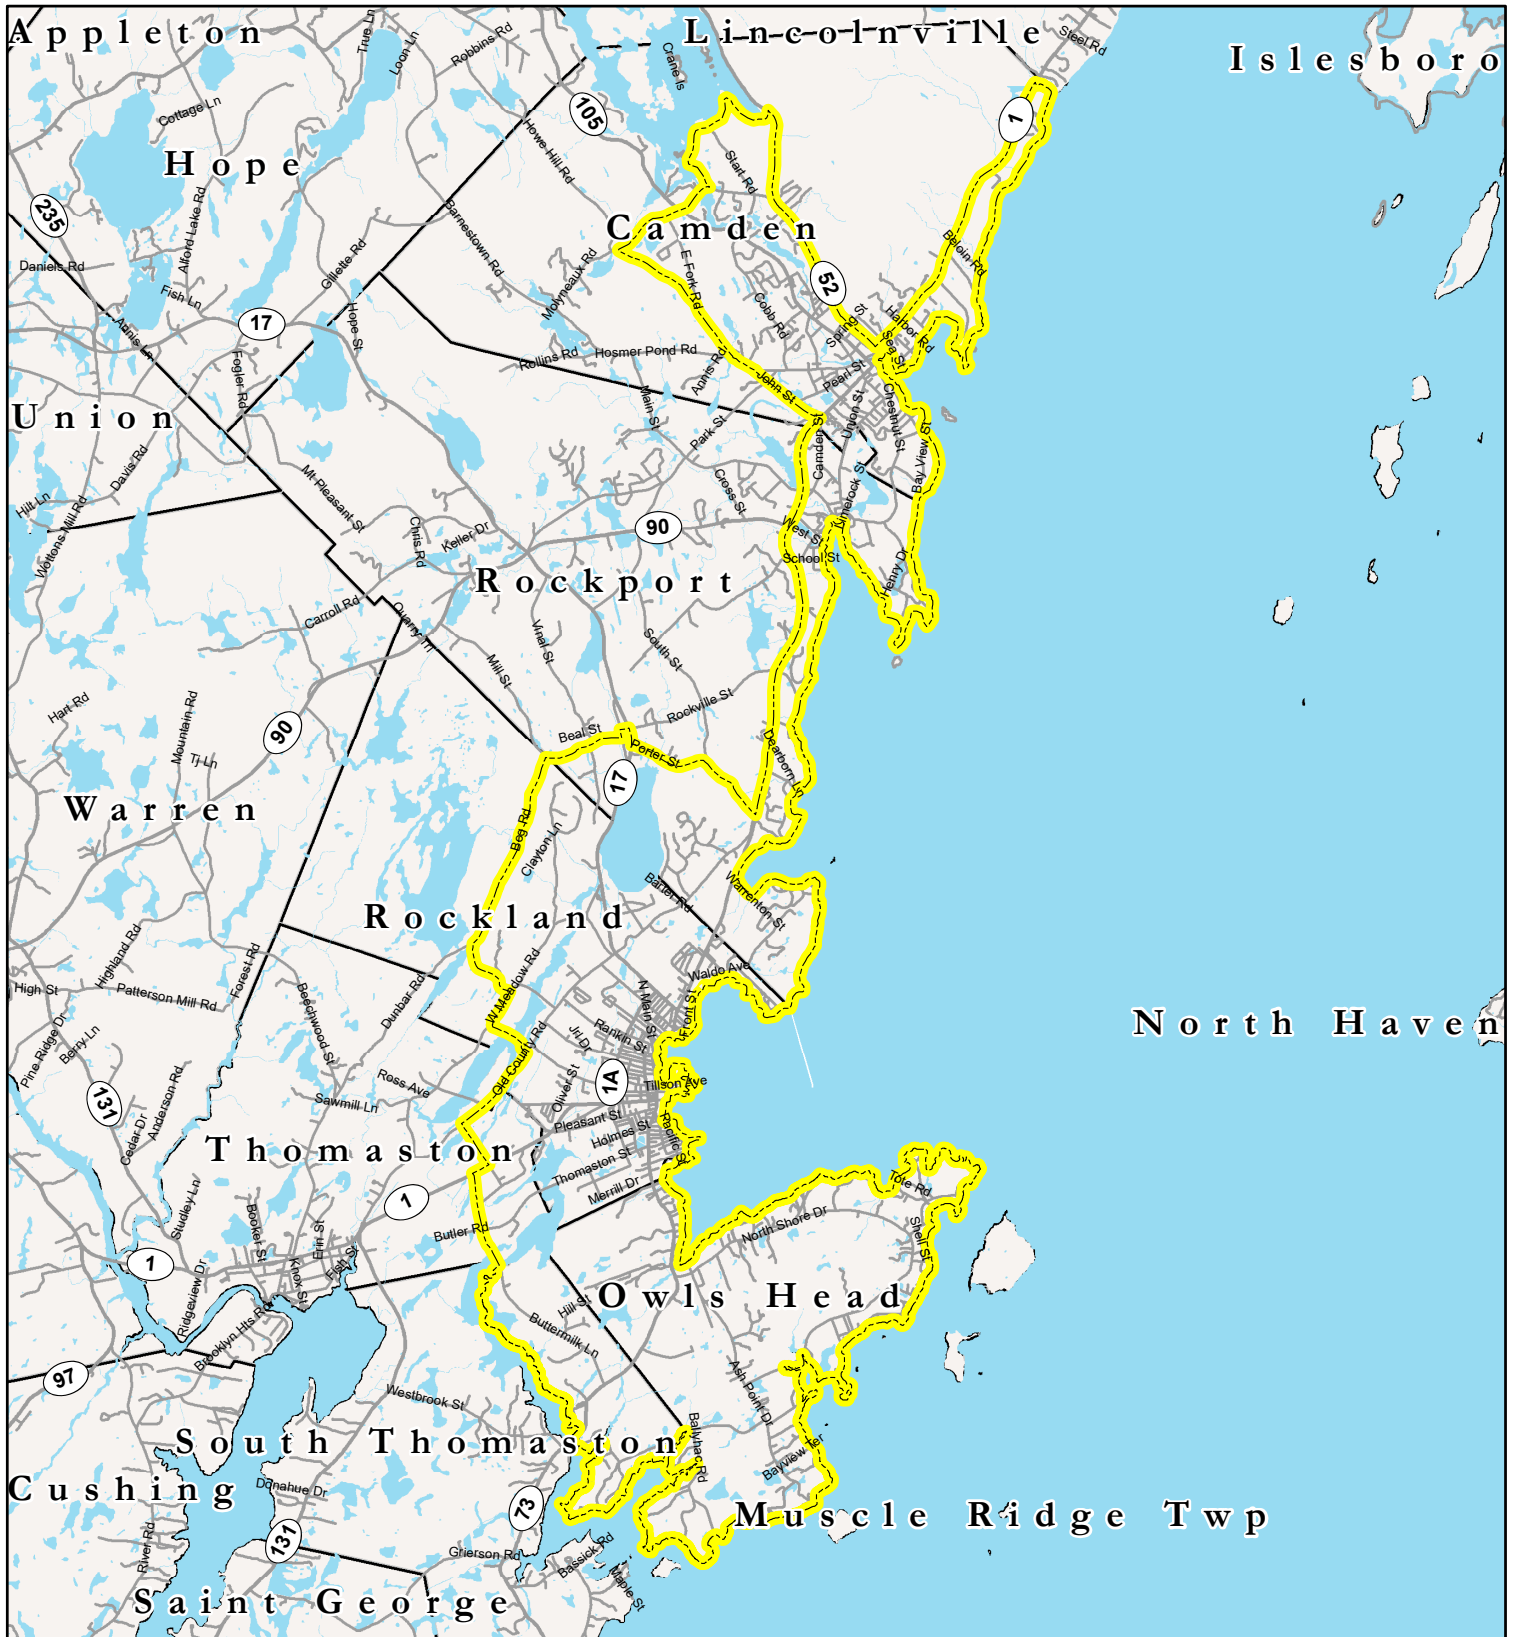 Appleton
Lincolnville
Islesboro
True Ln
Loon Ln
Robbins Rd
Crane Is
Steel Rd
Cottage Ln
105
1
Hope
Howe Hill Rd
Start Rd
235
Alford Lake Rd
Barnestown Rd
Camden
Daniels Rd
Gillette Rd
Molyneaux Rd
E Fork Rd
Beloin Rd
52
Fish Ln
17
Hope St
Cobb Rd
Spring St
Harbor Rd
Sea St
Annis Ln
Fogler Rd
Rollins Rd
Hosmer Pond Rd
Annis Rd
John St
Pearl St
Union
Main St
Park St
Camden St
Union St
Chestnut St
Bay View St
Davis Rd
Mt Pleasant St
Cross St
Limerock St
Hill Ln
Wottons Mill Rd
Chris Rd
Keller Dr
90
West St
School St
Henry Dr
Rockport
Carroll Rd
Quarry Trl
Vinal St
South St
Mill St
Hart Rd
Mountain Rd
90
Rockville St
Beal St
Porter St
Dearborn Ln
Tj Ln
17
Warren
Beg Rd
Clayton Ln
Barter Rd
Warrenton St
Rockland
Highland Rd
Forest Rd
W Meadow Rd
Waldo Ave
High St
Patterson Mill Rd
Dunbar Rd
N Main St
Front St
North Haven
Pine Ridge Dr
Berry Ln
Beechwood St
Old County Rd
Jr Dr
Rankin St
131
Anderson Rd
Ross Ave
Oliver St
1A
Tillson Ave
Cedar Dr
Sawmill Ln
Pleasant St
Holmes St
Pacific St
Thomaston
Thomaston St
Merrill Dr
Tote Rd
Studley Ln
Booker St
Erin St
1
Butler Rd
North Shore Dr
Shell St
1
Knox St
Fish St
Ridgeview Dr
Owls Head
Brooklyn Hts Rd
Hill St
Buttermilk Ln
97
Westbrook St
Ash Point Dr
South Thomaston
Ballyhac Rd
Bayview Ter
Cushing
Donahue Dr
73
Muscle Ridge Twp
River Rd
131
Grierson Rd
Bassick Rd
Maple St
Saint George